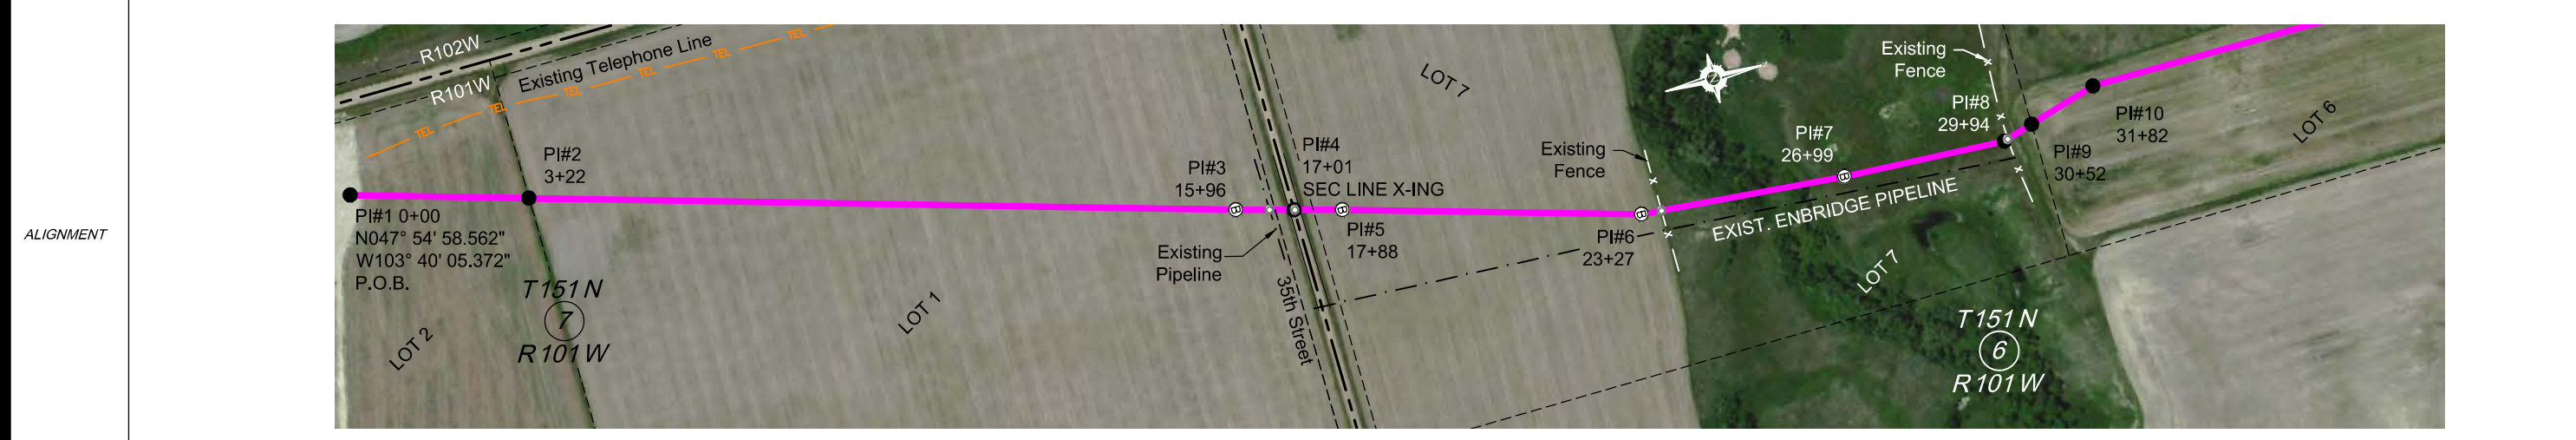 ALIGNMENT
R102W
R101W
Existing Telephone Line
TEL
TEL
TEL
TEL
TEL
TEL
PI#1 0+00
N047° 54' 58.562"
W103° 40' 05.372"
P.O.B.
LOT 2
PI#2
3+22
T151N
7
R101W
LOT 1
PI#3
15+96
Existing
Pipeline
35th Street
PI#4
17+01
SEC LINE X-ING
PI#5
17+88
LOT 7
Existing
Fence
PI#6
23+27
EXIST. ENBRIDGE PIPELINE
PI#7
26+99
LOT 7
Existing
Fence
PI#8
29+94
PI#9
30+52
PI#10
31+82
LOT 6
T151N
6
R101W
B
B
B
B
N